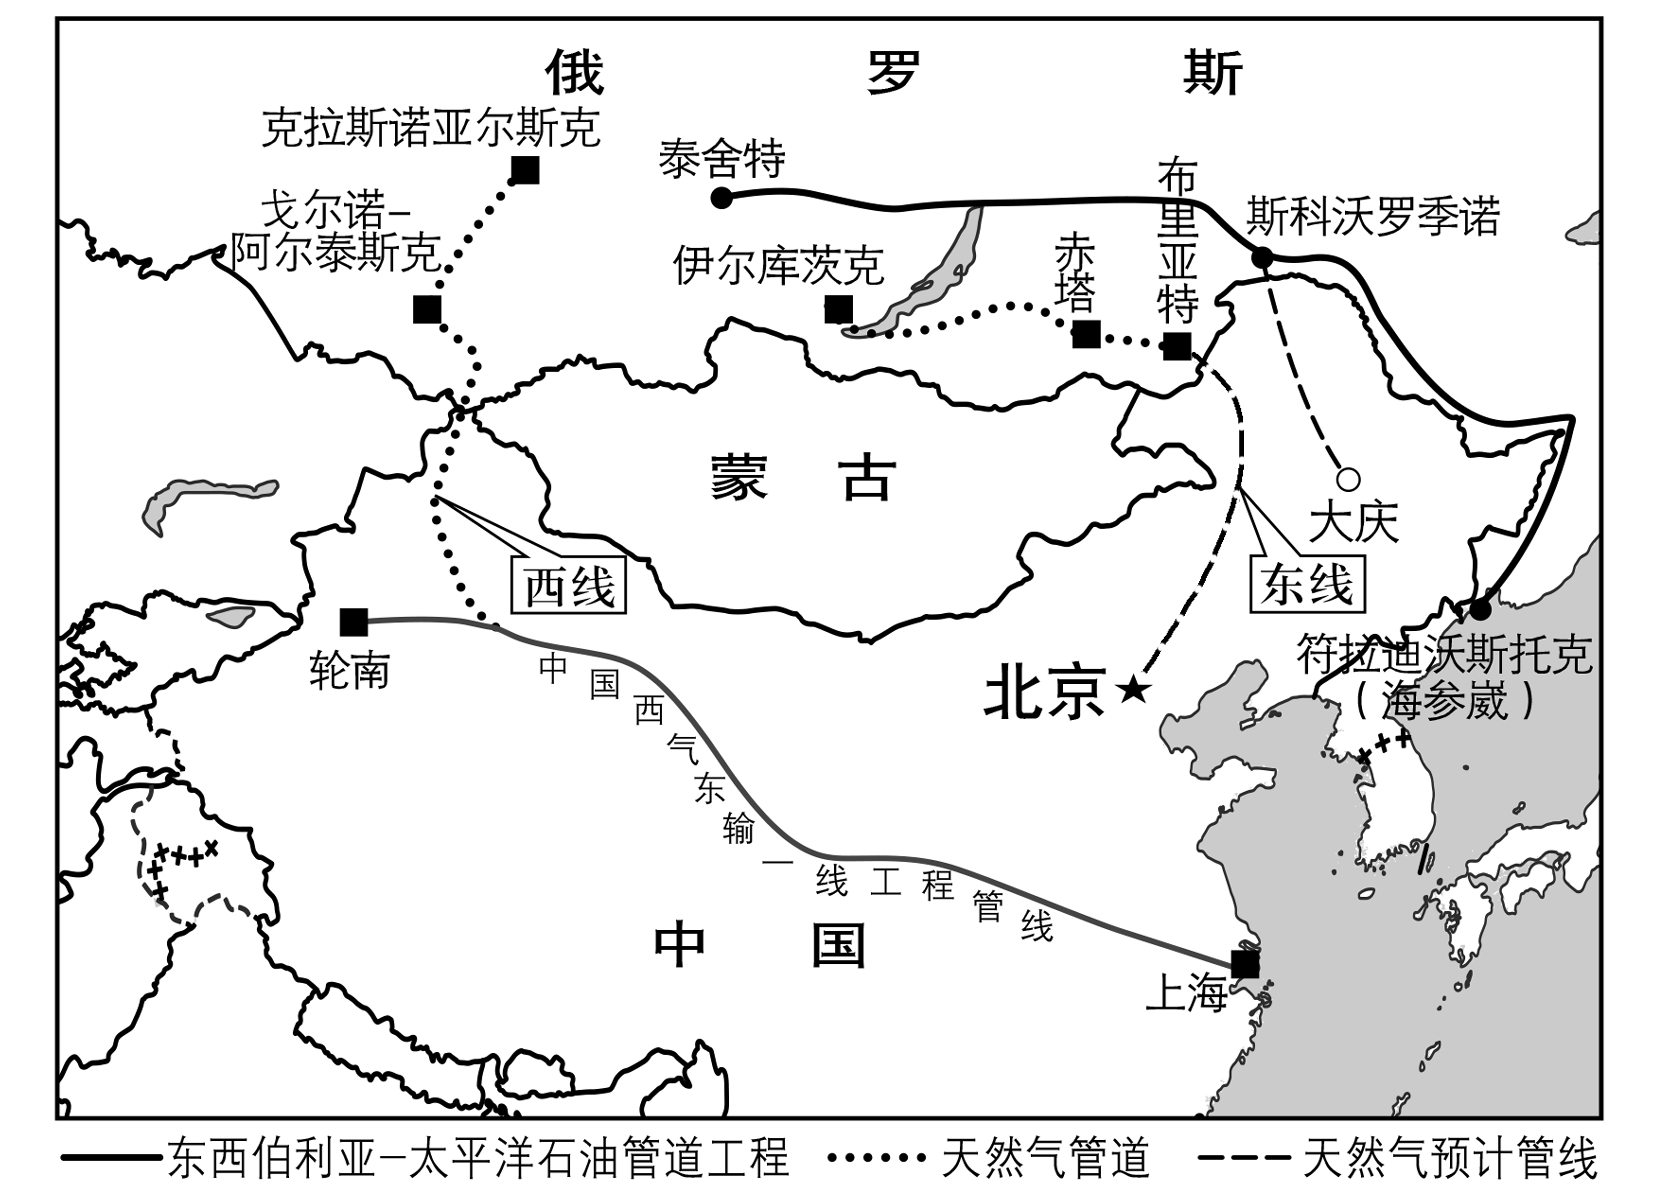 俄罗斯
克拉斯诺亚尔斯克
泰舍特
布里亚特
戈尔诺-
阿尔泰斯克
斯科沃罗季诺
伊尔库茨克
赤塔
蒙古
大庆
西线
东线
轮南
北京
符拉迪沃斯托克
(海参崴)
中国西气东输一线工程管线
中国
上海
东西伯利亚-太平洋石油管道工程
天然气管道
天然气预计管线